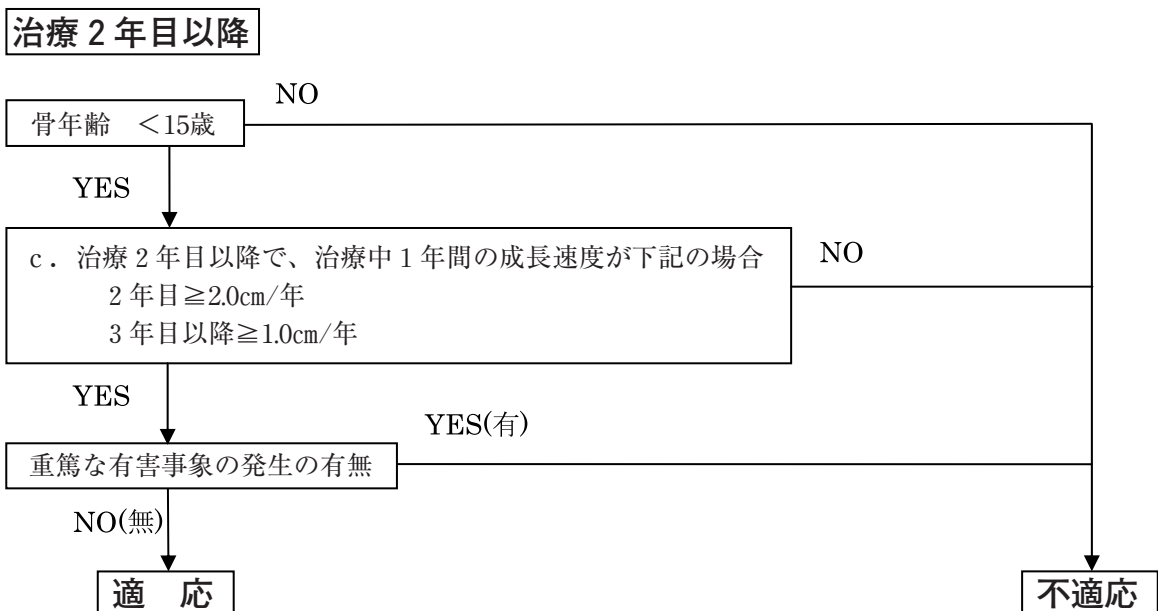 治療２年目以降
NO
骨年齢　＜15歳
YES
ｃ．治療２年目以降で、治療中１年間の成長速度が下記の場合
２年目≧2.0㎝/年
３年目以降≧1.0㎝/年
NO
YES
YES(有)
重篤な有害事象の発生の有無
NO(無)
適　応
不適応